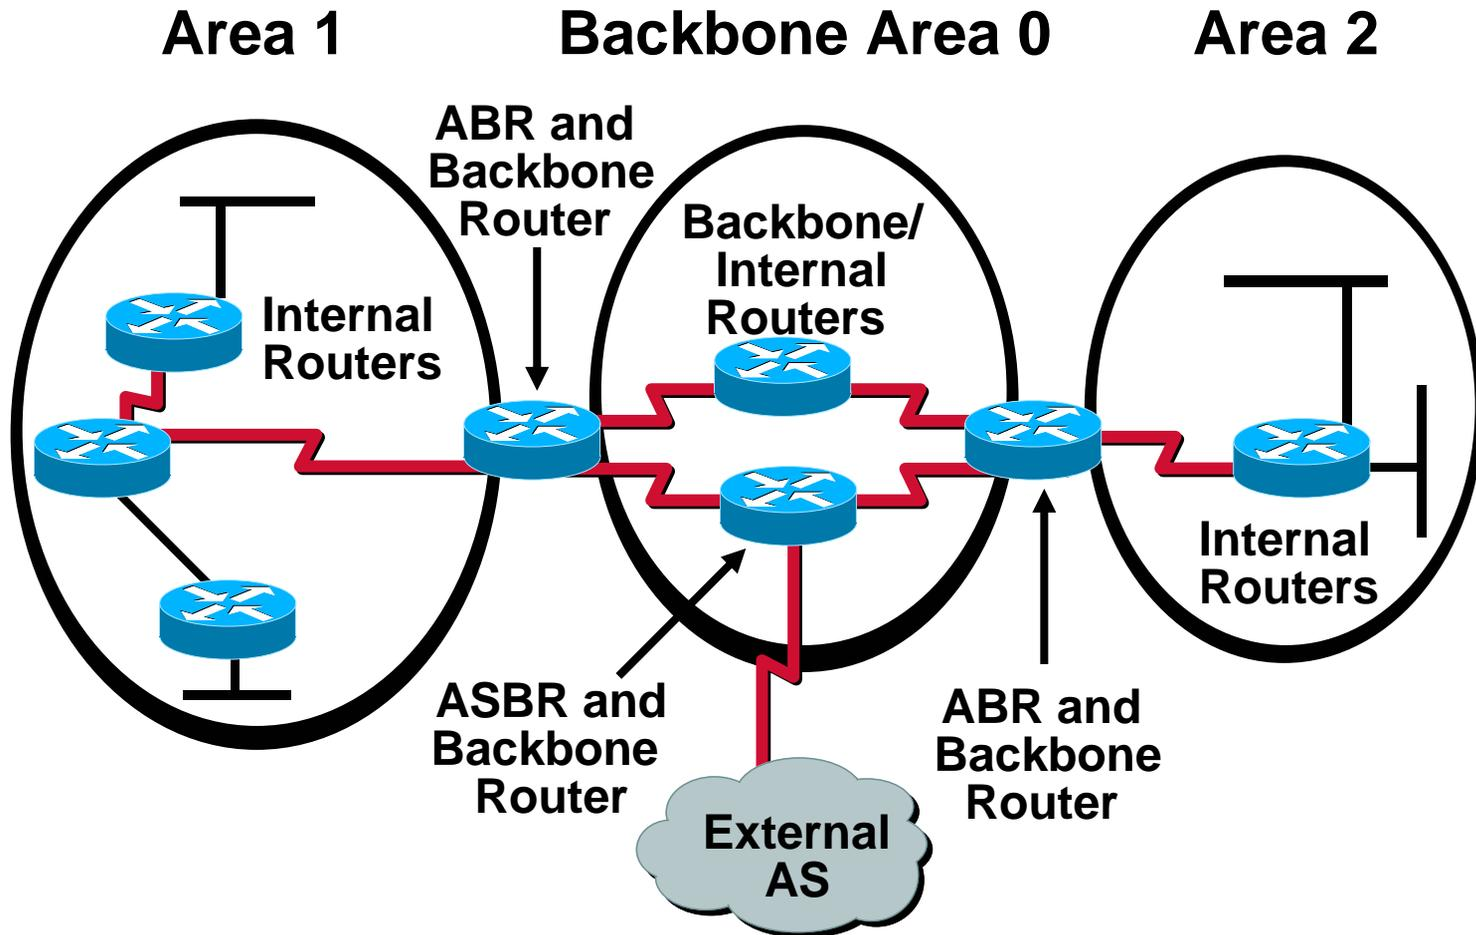 Area 1
Backbone Area 0
Area 2
ABR and
Backbone
Router
Backbone/
Internal
Routers
Internal
Routers
Internal
Routers
ASBR and
Backbone
Router
ABR and
Backbone
Router
External
AS